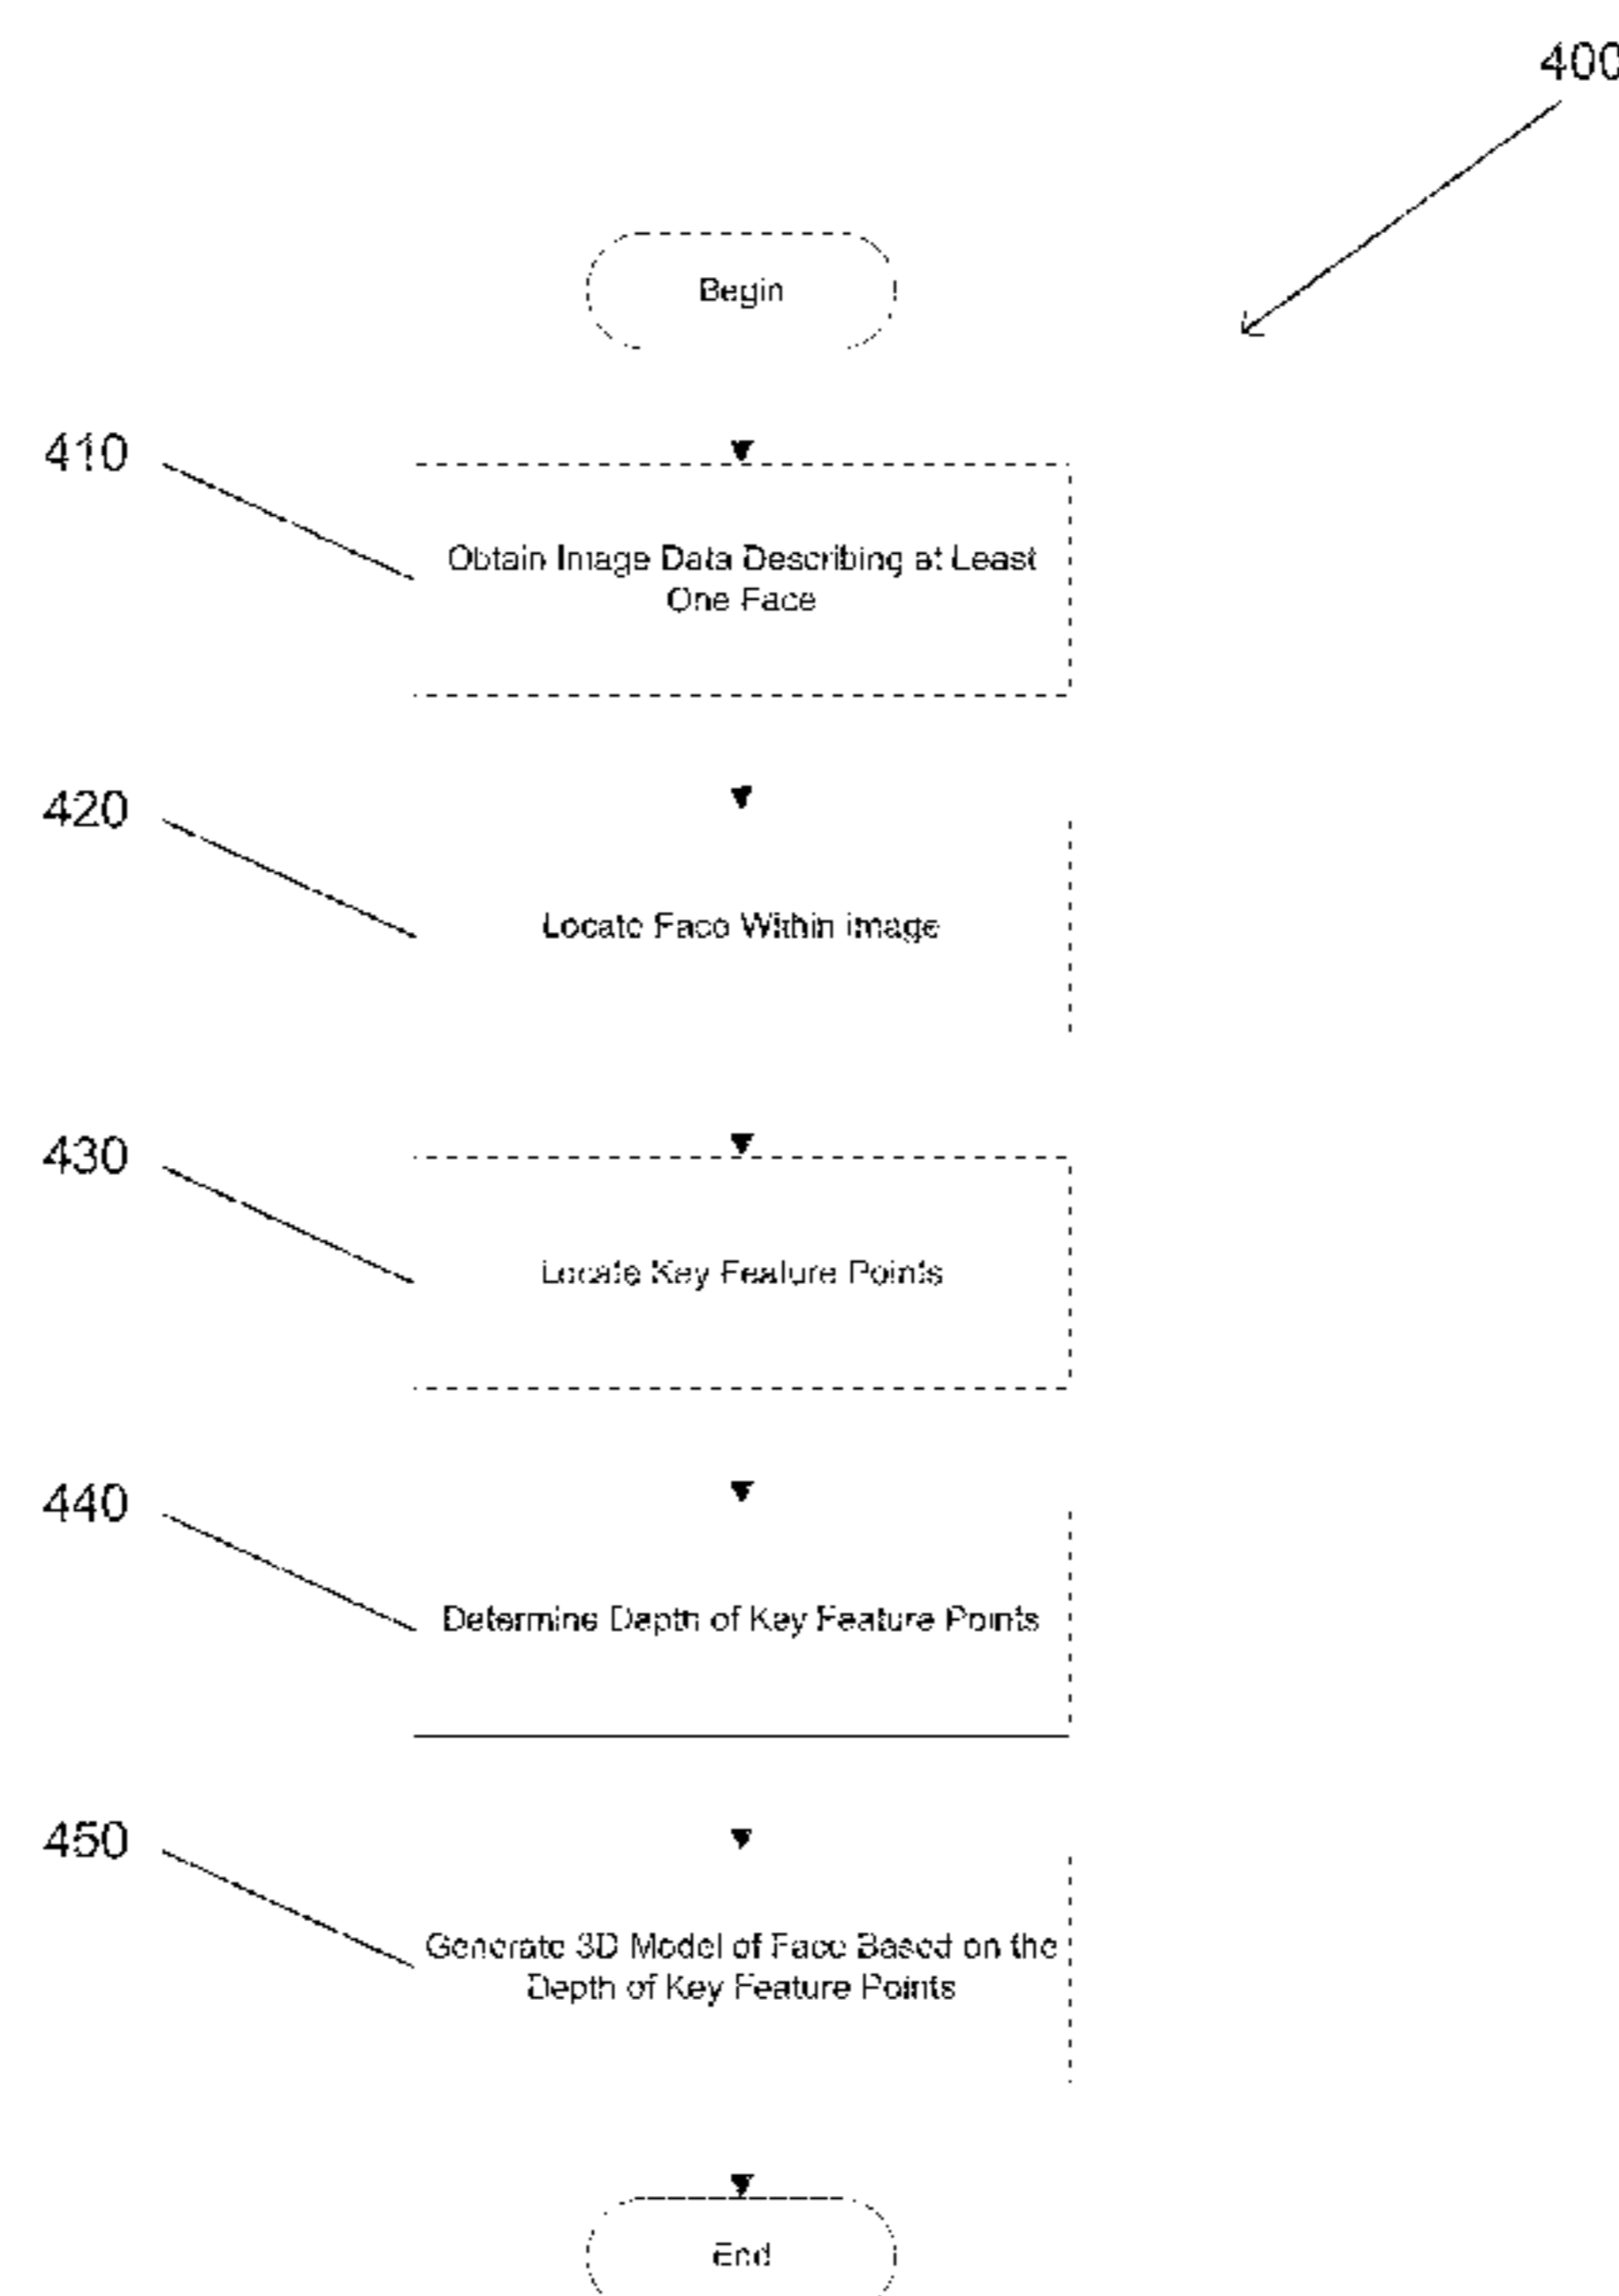 400
Begin
410
Obtain Image Data Describing at Least
One Face
420
Locate Face Within image
430
Locate Key Feature Points
440
Determine Depth of Key Feature Points
450
Generate 3D Model of Face Based on the
Depth of Key Feature Points
End